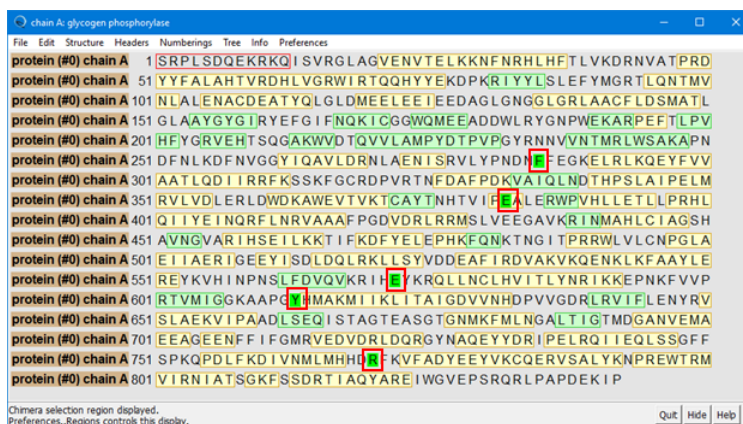 chain A: glycogen phosphorylase
File Edit Structure Headers Numberings Tree Info Preferences
protein (#0) chain A 1 SRPLSDQEKRKQISVRGLAGVENVTELKKNFNRHLHFTLVKDRNVATPRD
protein (#0) chain A 51 YYFALAHTVRDHLVGRWIRTQQHYYEKDPKRIYYLSLEFYMGRTLQNTMV
protein (#0) chain A 101 NLALENACDEATYQLGLDMEELEEIEEDAGLGNGGLGRLAACFLDSMATL
protein (#0) chain A 151 GLAAYGYGIRYEFGIFNQKICGGWQMEEADDWLRYGNPWEKARPEFTLPV
protein (#0) chain A 201 HFYGRVEHTSQGAKWVDTQVVLAMPYDTPVPGYRNNVVNTMRLWSAKAPN
protein (#0) chain A 251 DFNLKDFNVGGYIQAVLDRNLAENISRVLYPNDNFFEGKELRLKQEYFVV
protein (#0) chain A 301 AATLQDIIRRFKSSKFGCRDPVRTNFDAFPDKVAIQLNDTHPSLAIPELM
protein (#0) chain A 351 RVLVDLERLDWDKAWEVTVKTCAYTNHTVIPEALERWPVHLLETLLPRHL
protein (#0) chain A 401 QIIYEINQRFLNRVAAAFPGDVDRLRRMSLVEEGAVKRINMAHLCIAGSH
protein (#0) chain A 451 AVNGVARIHSEILKKTIFKDFYELEPHKFQNKTNGITPRRWLVLCNPGLA
protein (#0) chain A 501 EIIAERIGEEYISDLDQLRKLLSYVDDEAFIRDVAKVKQENKLKFAAYLE
protein (#0) chain A 551 REYKVHINPNSLFDVQVKRIHEYKRQLLNCLHVITLYNRIKKEPNKFVVP
protein (#0) chain A 601 RTVMIGGKAAPGYHMAKMIIKLITAIGDVVNHDPVVGDRLRVIFLENYRV
protein (#0) chain A 651 SLAEKVIPAADLSEQISTAGTEASGTGNMKFMLNGALTIGTMDGANVEMA
protein (#0) chain A 701 EEAGEENFFIFGMRVEDVDRLDQRGYNAQEYYDRIPELRQIIEQLSSGFF
protein (#0) chain A 751 SPKQPDLFKDIVNMLMHHDRFKVFADYEEYVKCQERVSALYKNPREWTRM
protein (#0) chain A 801 VIRNIATSGKFSSDRTIAQYAREIWGVEPSRQRLPAPDEKIP
Chimera selection region displayed.
Preferences..Regions controls this display.
Quit Hide Help